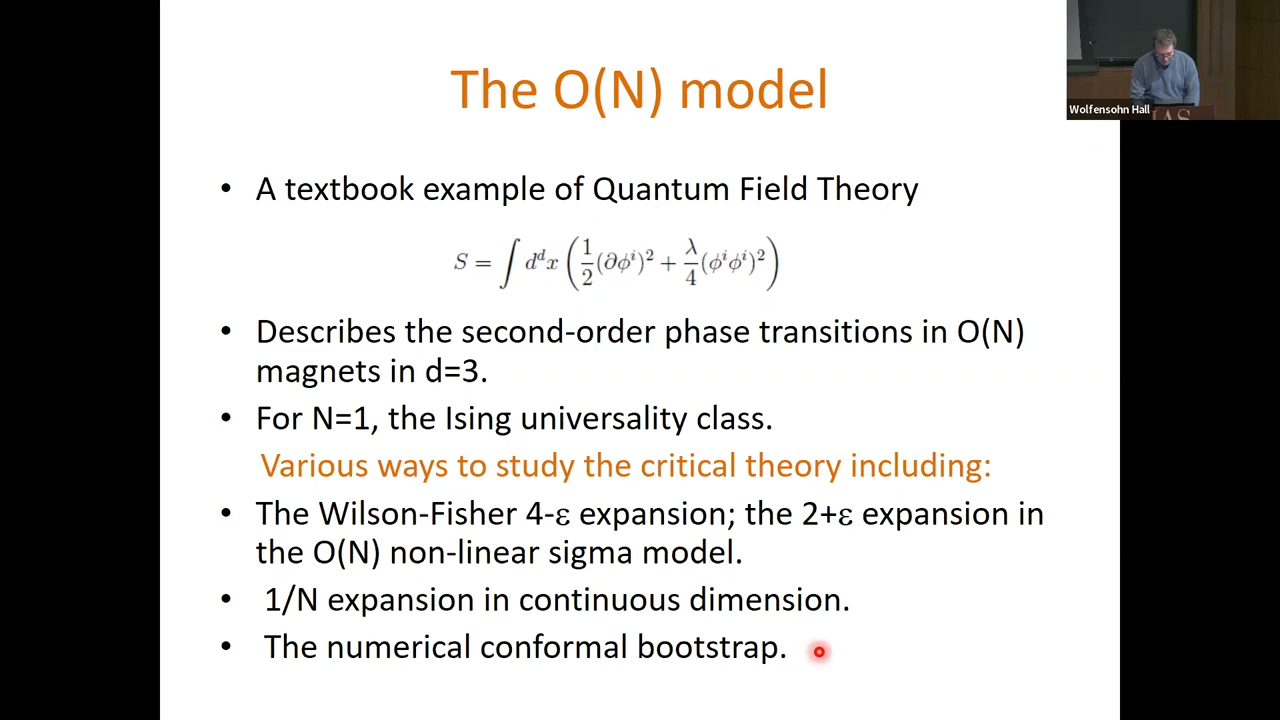 The O(N) model
Wolfensohn Hall
IAS
• A textbook example of Quantum Field Theory
S = ∫ d^d x ( 1/2 (∂ϕ^i)^2 + λ/4 (ϕ^i ϕ^i)^2 )
• Describes the second-order phase transitions in O(N)
magnets in d=3.
• For N=1, the Ising universality class.
Various ways to study the critical theory including:
• The Wilson-Fisher 4-ε expansion; the 2+ε expansion in
the O(N) non-linear sigma model.
• 1/N expansion in continuous dimension.
• The numerical conformal bootstrap.